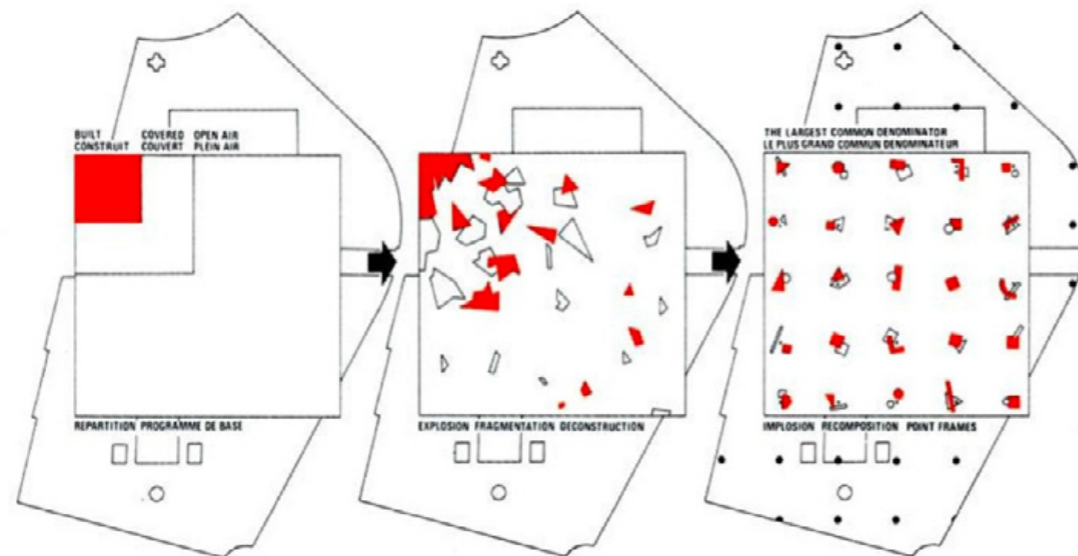 BUILT COVERED OPEN AIR
CONSTRUIT COUVERT PLEIN AIR
REPARTITION PROGRAMME DE BASE
EXPLOSION FRAGMENTATION DECONSTRUCTION
THE LARGEST COMMON DENOMINATOR
LE PLUS GRAND COMMUN DENOMINATEUR
IMPLOSION RECOMPOSITION POINT FRAMES